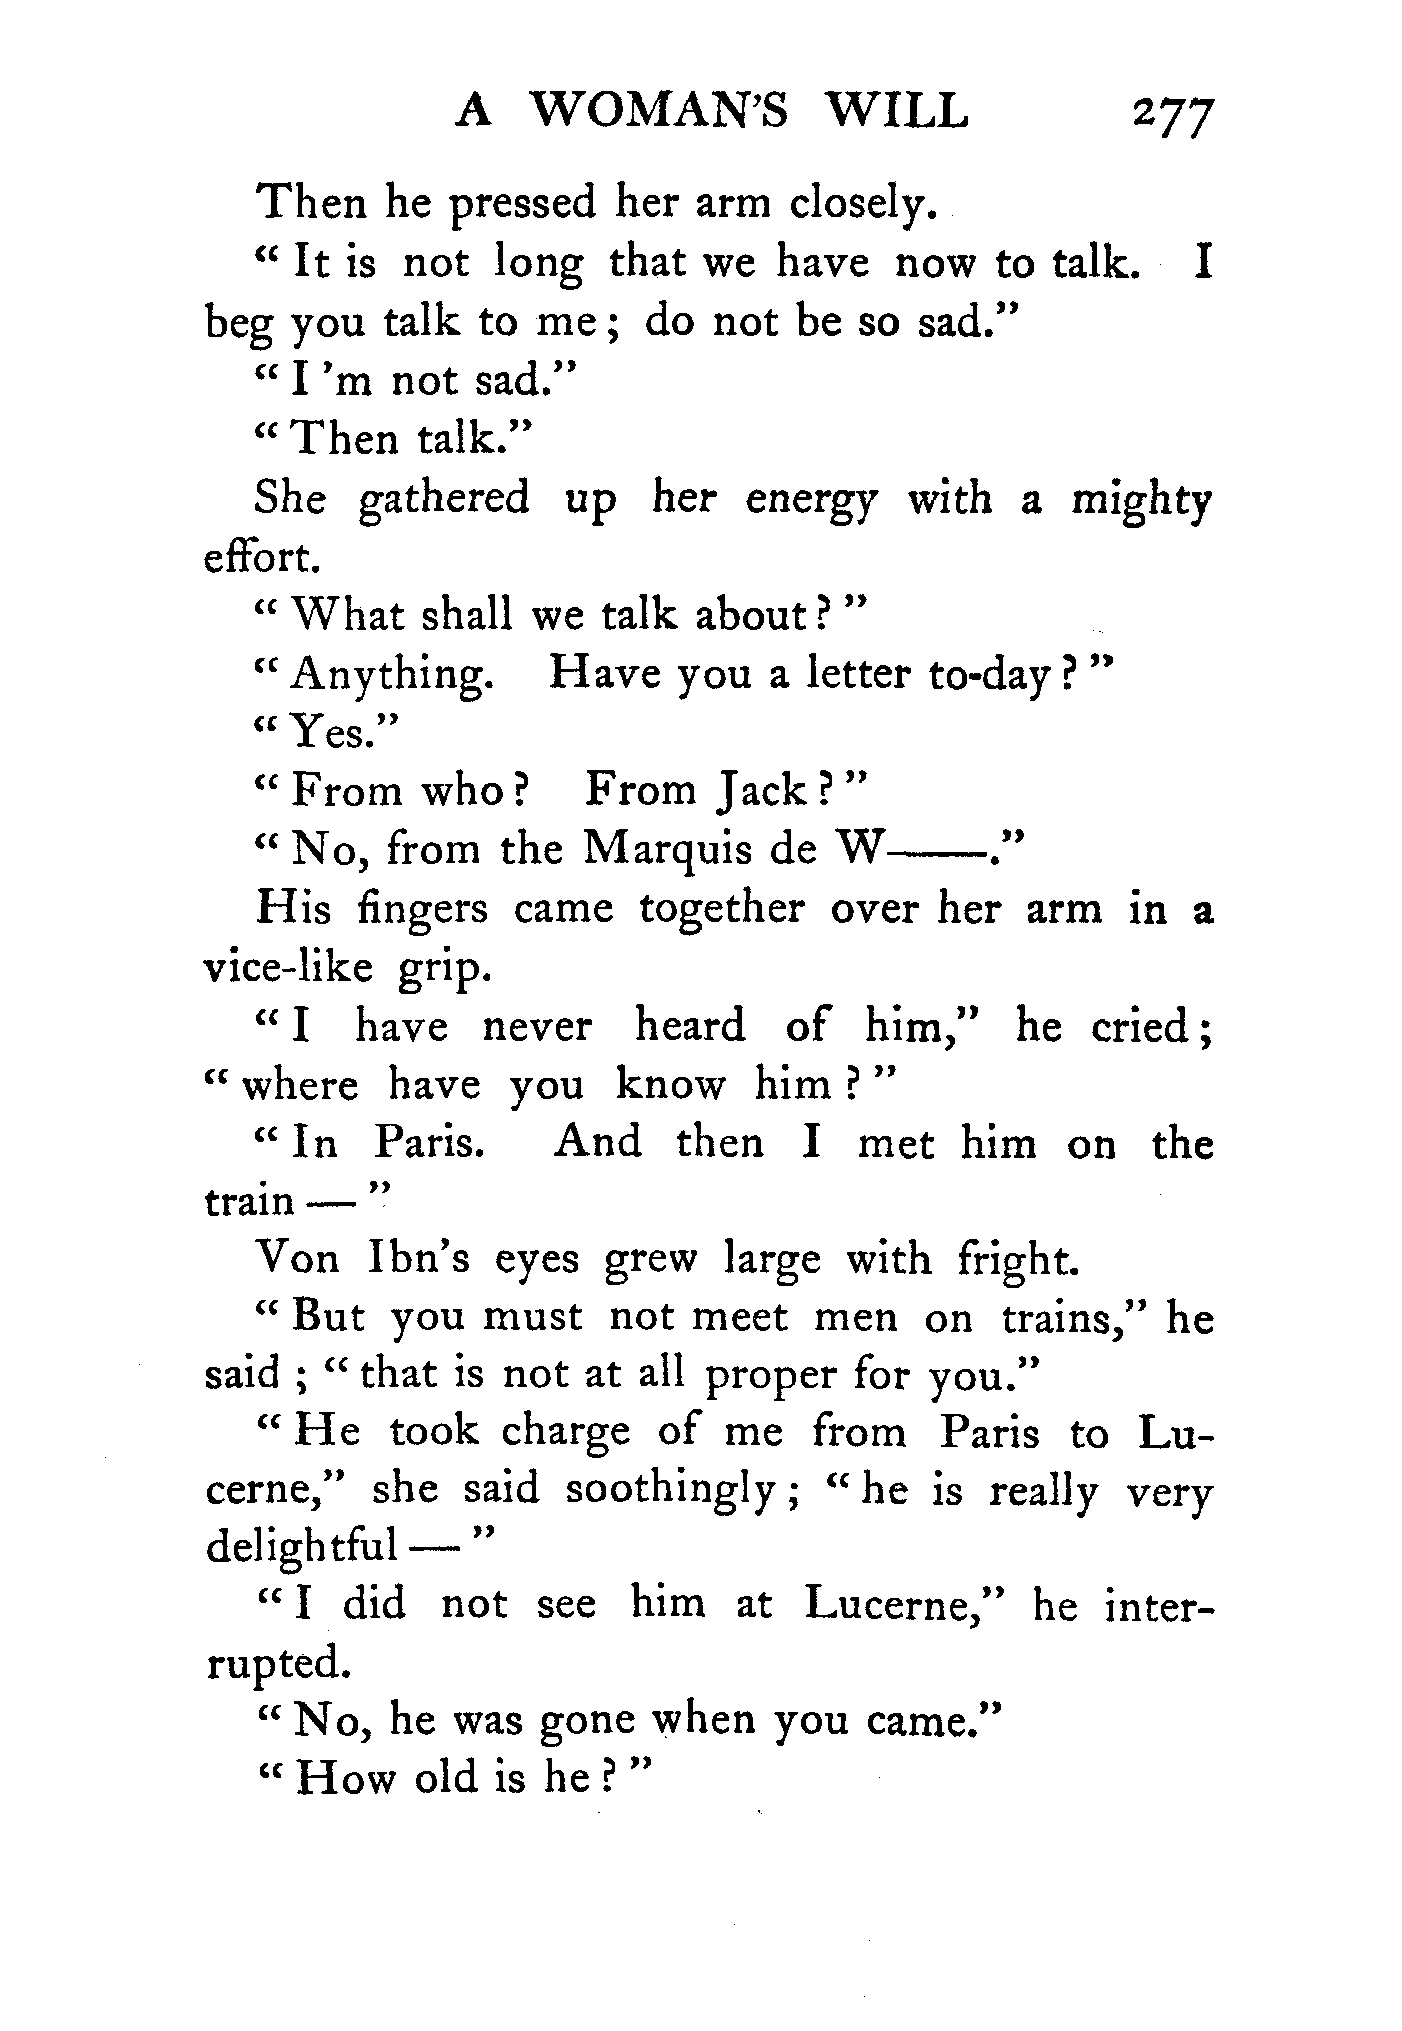 A WOMAN'S WILL 277
Then he pressed her arm closely.
“ It is not long that we have now to talk. I
beg you talk to me ; do not be so sad.”
“ I 'm not sad.”
“ Then talk.”
She gathered up her energy with a mighty
effort.
“ What shall we talk about ? ”
“ Anything. Have you a letter to-day ? ”
“ Yes.”
“ From who ? From Jack ? ”
“ No, from the Marquis de W——.”
His fingers came together over her arm in a
vice-like grip.
“ I have never heard of him,” he cried ;
“ where have you know him ? ”
“ In Paris. And then I met him on the
train — ”
Von Ibn's eyes grew large with fright.
“ But you must not meet men on trains,” he
said ; “ that is not at all proper for you.”
“ He took charge of me from Paris to Lu-
cerne,” she said soothingly ; “ he is really very
delightful — ”
“ I did not see him at Lucerne,” he inter-
rupted.
“ No, he was gone when you came.”
“ How old is he ? ”